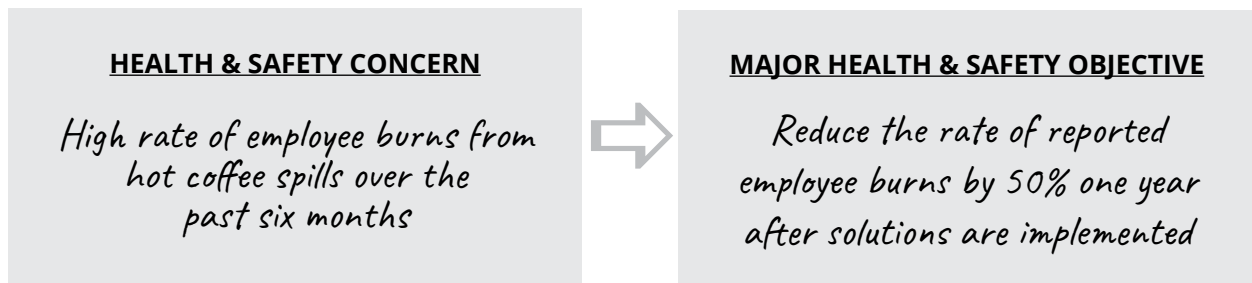 HEALTH & SAFETY CONCERN
High rate of employee burns from
hot coffee spills over the
past six months
MAJOR HEALTH & SAFETY OBJECTIVE
Reduce the rate of reported
employee burns by 50% one year
after solutions are implemented